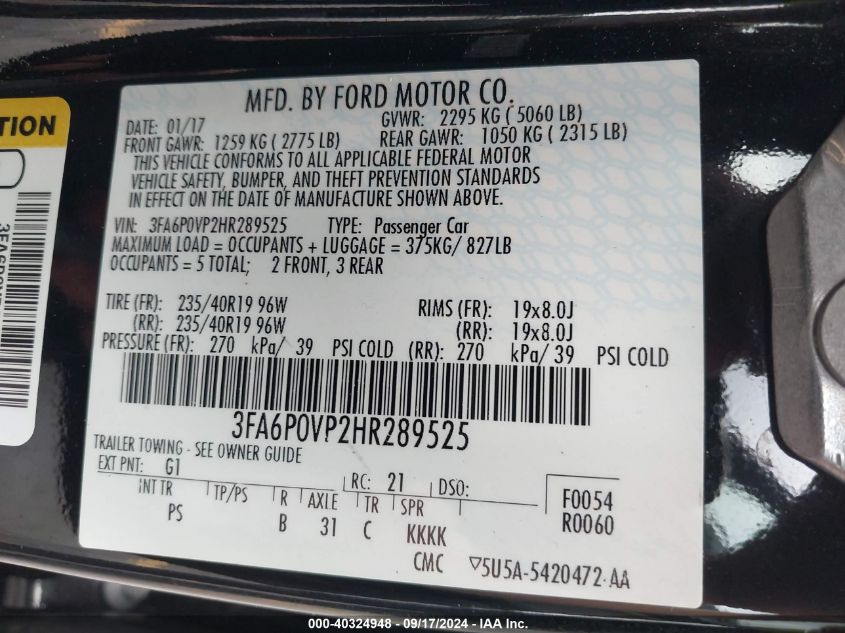 MFD. BY FORD MOTOR CO.
DATE: 01/17 GVWR: 2295 KG ( 5060 LB)
FRONT GAWR: 1259 KG ( 2775 LB) REAR GAWR: 1050 KG ( 2315 LB)
THIS VEHICLE CONFORMS TO ALL APPLICABLE FEDERAL MOTOR
VEHICLE SAFETY, BUMPER, AND THEFT PREVENTION STANDARDS
IN EFFECT ON THE DATE OF MANUFACTURE SHOWN ABOVE.
VIN: 3FA6P0VP2HR289525 TYPE: Passenger Car
MAXIMUM LOAD = OCCUPANTS + LUGGAGE = 375KG/ 827LB
OCCUPANTS = 5 TOTAL; 2 FRONT, 3 REAR
TIRE (FR): 235/40R19 96W RIMS (FR): 19x8.0J
(RR): 235/40R19 96W (RR): 19x8.0J
PRESSURE (FR): 270 kPa/ 39 PSI COLD (RR): 270 kPa/ 39 PSI COLD
3FA6P0VP2HR289525
TRAILER TOWING - SEE OWNER GUIDE
EXT PNT: G1 RC: 21 DSO:
INT TR TP/PS R AXLE TR SPR F0054
PS B 31 C KKKK R0060
CMC ▽5U5A-5420472-AA
TION
000-40324948 - 09/17/2024 - IAA Inc.